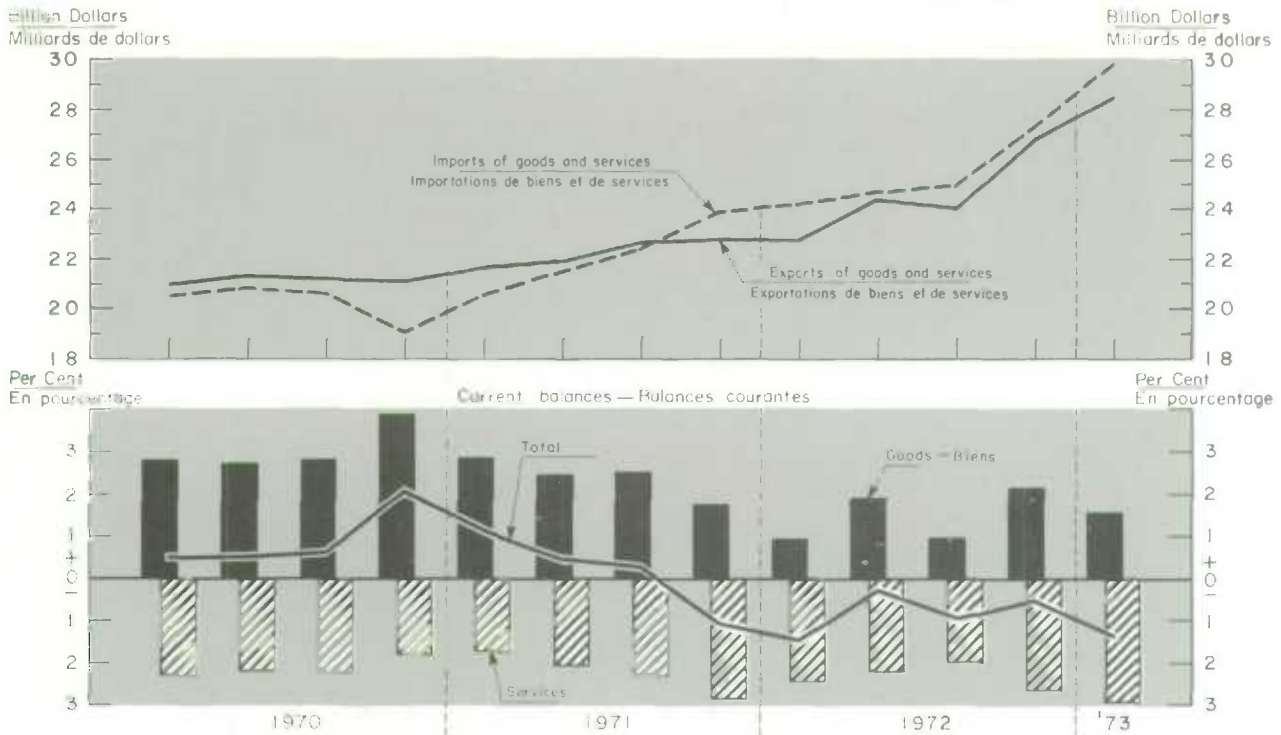 Billion Dollars
Milliards de dollars
Billion Dollars
Milliards de dollars
30
28
26
24
22
20
18
30
28
26
24
22
20
18
Imports of goods and services
Importations de biens et de services
Exports of goods and services
Exportations de biens et de services
Per Cent
En pourcentage
Current balances — Balances courantes
Per Cent
En pourcentage
3
2
1
+
0
−
1
2
3
3
2
1
+
0
−
1
2
3
Total
Goods — Biens
Services
1970
1971
1972
'73